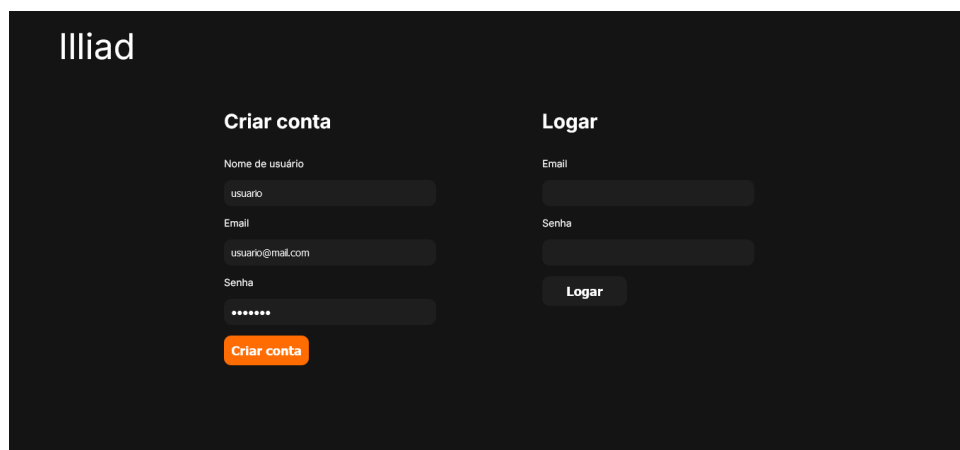 Illiad
Criar conta
Nome de usuário
usuario
Email
usuario@mail.com
Senha
•••••••
Criar conta
Logar
Email
Senha
Logar